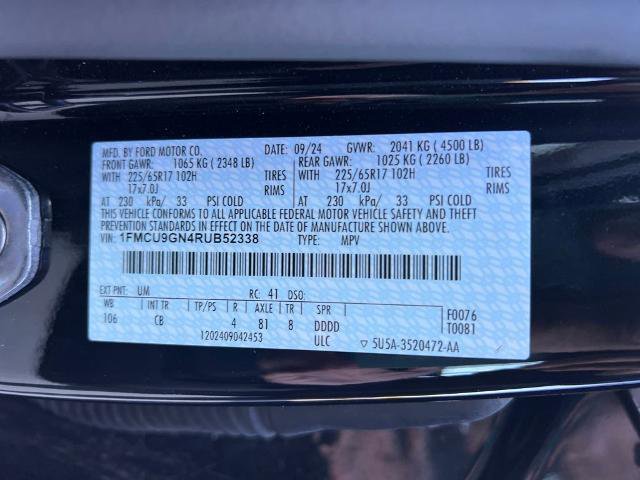 MFD. BY FORD MOTOR CO. DATE: 09/24 GVWR: 2041 KG ( 4500 LB)
FRONT GAWR: 1065 KG ( 2348 LB) REAR GAWR: 1025 KG ( 2260 LB)
WITH 225/65R17 102H TIRES WITH 225/65R17 102H TIRES
17x7.0J RIMS 17x7.0J RIMS
AT 230 kPa/ 33 PSI COLD AT 230 kPa/ 33 PSI COLD
THIS VEHICLE CONFORMS TO ALL APPLICABLE FEDERAL MOTOR VEHICLE SAFETY AND THEFT
PREVENTION STANDARDS IN EFFECT ON THE DATE OF MANUFACTURE SHOWN ABOVE.
VIN: 1FMCU9GN4RUB52338 TYPE: MPV
EXT PNT: UM RC: 41 DSO:
WB INT TR TP/PS R AXLE TR SPR F0076
106 CB 4 81 8 DDDD T0081
1202409042453 ULC ▽ 5U5A-3520472-AA